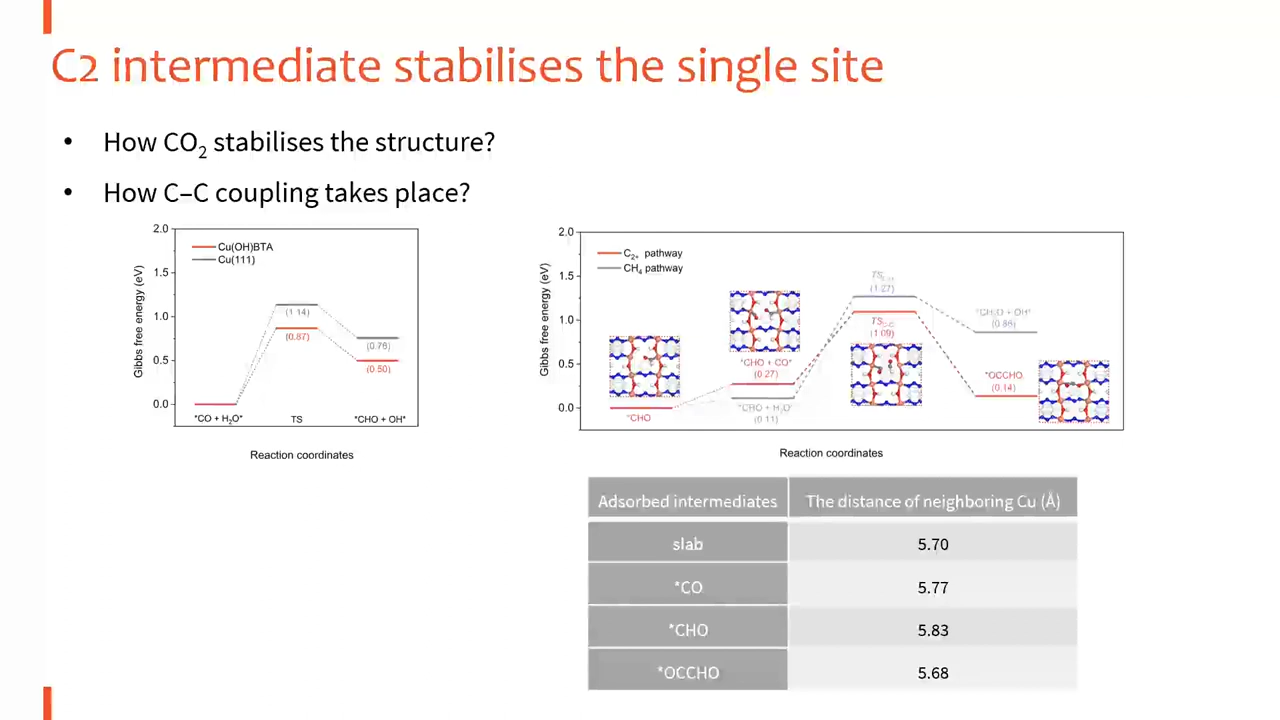 C2 intermediate stabilises the single site
• How CO₂ stabilises the structure?
• How C–C coupling takes place?
2.0
1.5
1.0
0.5
0.0
Gibbs free energy (eV)
Cu(OH)BTA
Cu(111)
(1.14)
(0.87)
(0.76)
(0.50)
*CO + H₂O*
TS
*CHO + OH*
Reaction coordinates
2.0
1.5
1.0
0.5
0.0
Gibbs free energy (eV)
C₂₊ pathway
CH₄ pathway
*CHO
*CHO + CO*
(0.27)
*CHO + H₂O*
(0.11)
(1.27)
(1.09)
(0.86)
*OCCHO
(0.14)
Reaction coordinates
Adsorbed intermediates The distance of neighboring Cu (Å)
slab 5.70
*CO 5.77
*CHO 5.83
*OCCHO 5.68